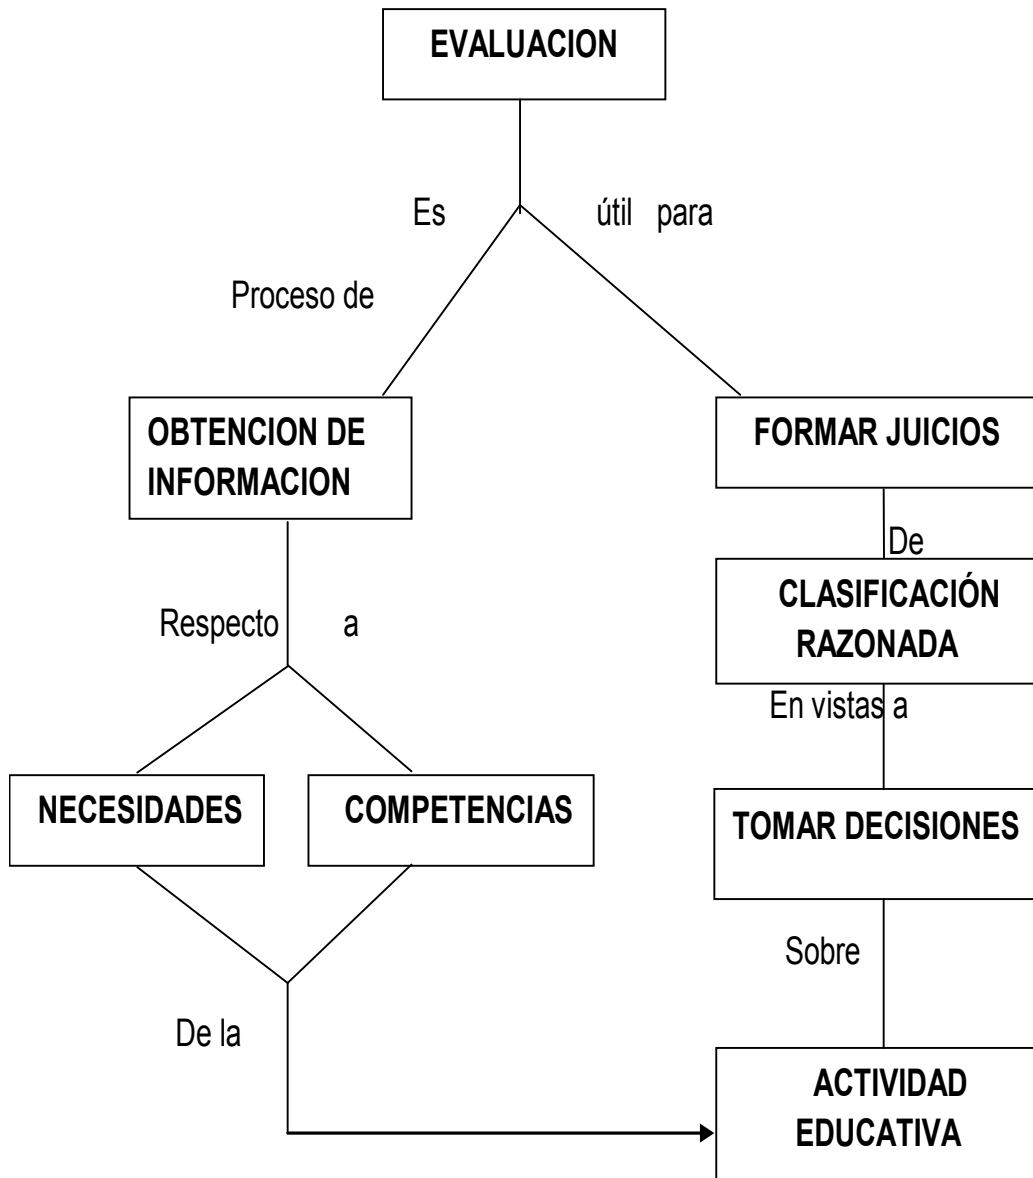 EVALUACION
Es útil para
Proceso de
OBTENCION DE
INFORMACION
FORMAR JUICIOS
De
CLASIFICACIÓN
RAZONADA
Respecto a
En vistas a
NECESIDADES
COMPETENCIAS
TOMAR DECISIONES
Sobre
De la
ACTIVIDAD
EDUCATIVA